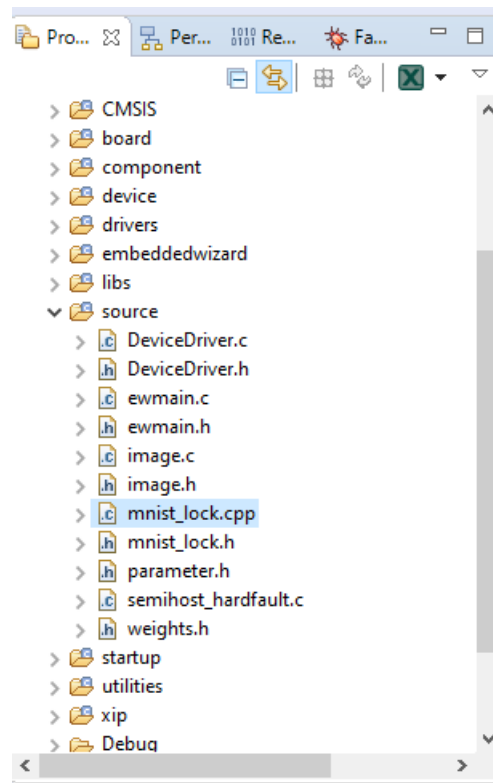 Pro... Per... 1010 0101 Re... Fa...
CMSIS
board
component
device
drivers
embeddedwizard
libs
source
.c DeviceDriver.c
.h DeviceDriver.h
.c ewmain.c
.h ewmain.h
.c image.c
.h image.h
.c mnist_lock.cpp
.h mnist_lock.h
.h parameter.h
.c semihost_hardfault.c
.h weights.h
startup
utilities
xip
Debug